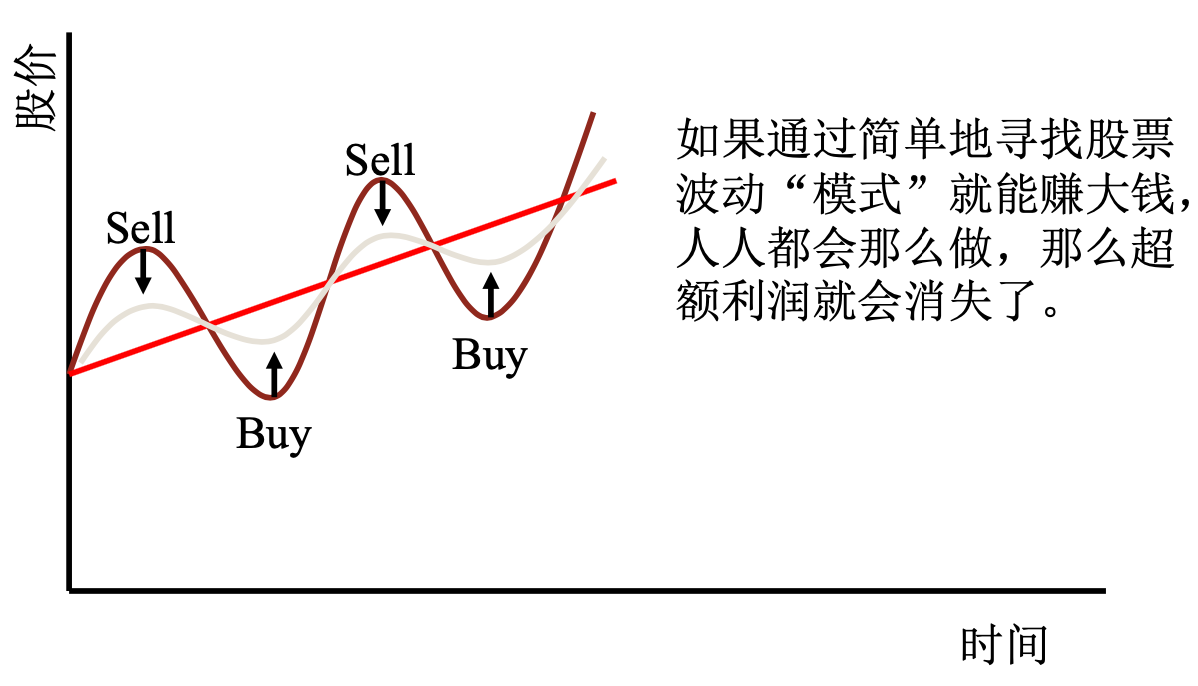 股价
Sell
Sell
Buy
Buy
如果通过简单地寻找股票
波动“模式”就能赚大钱，
人人都会那么做，那么超
额利润就会消失了。
时间